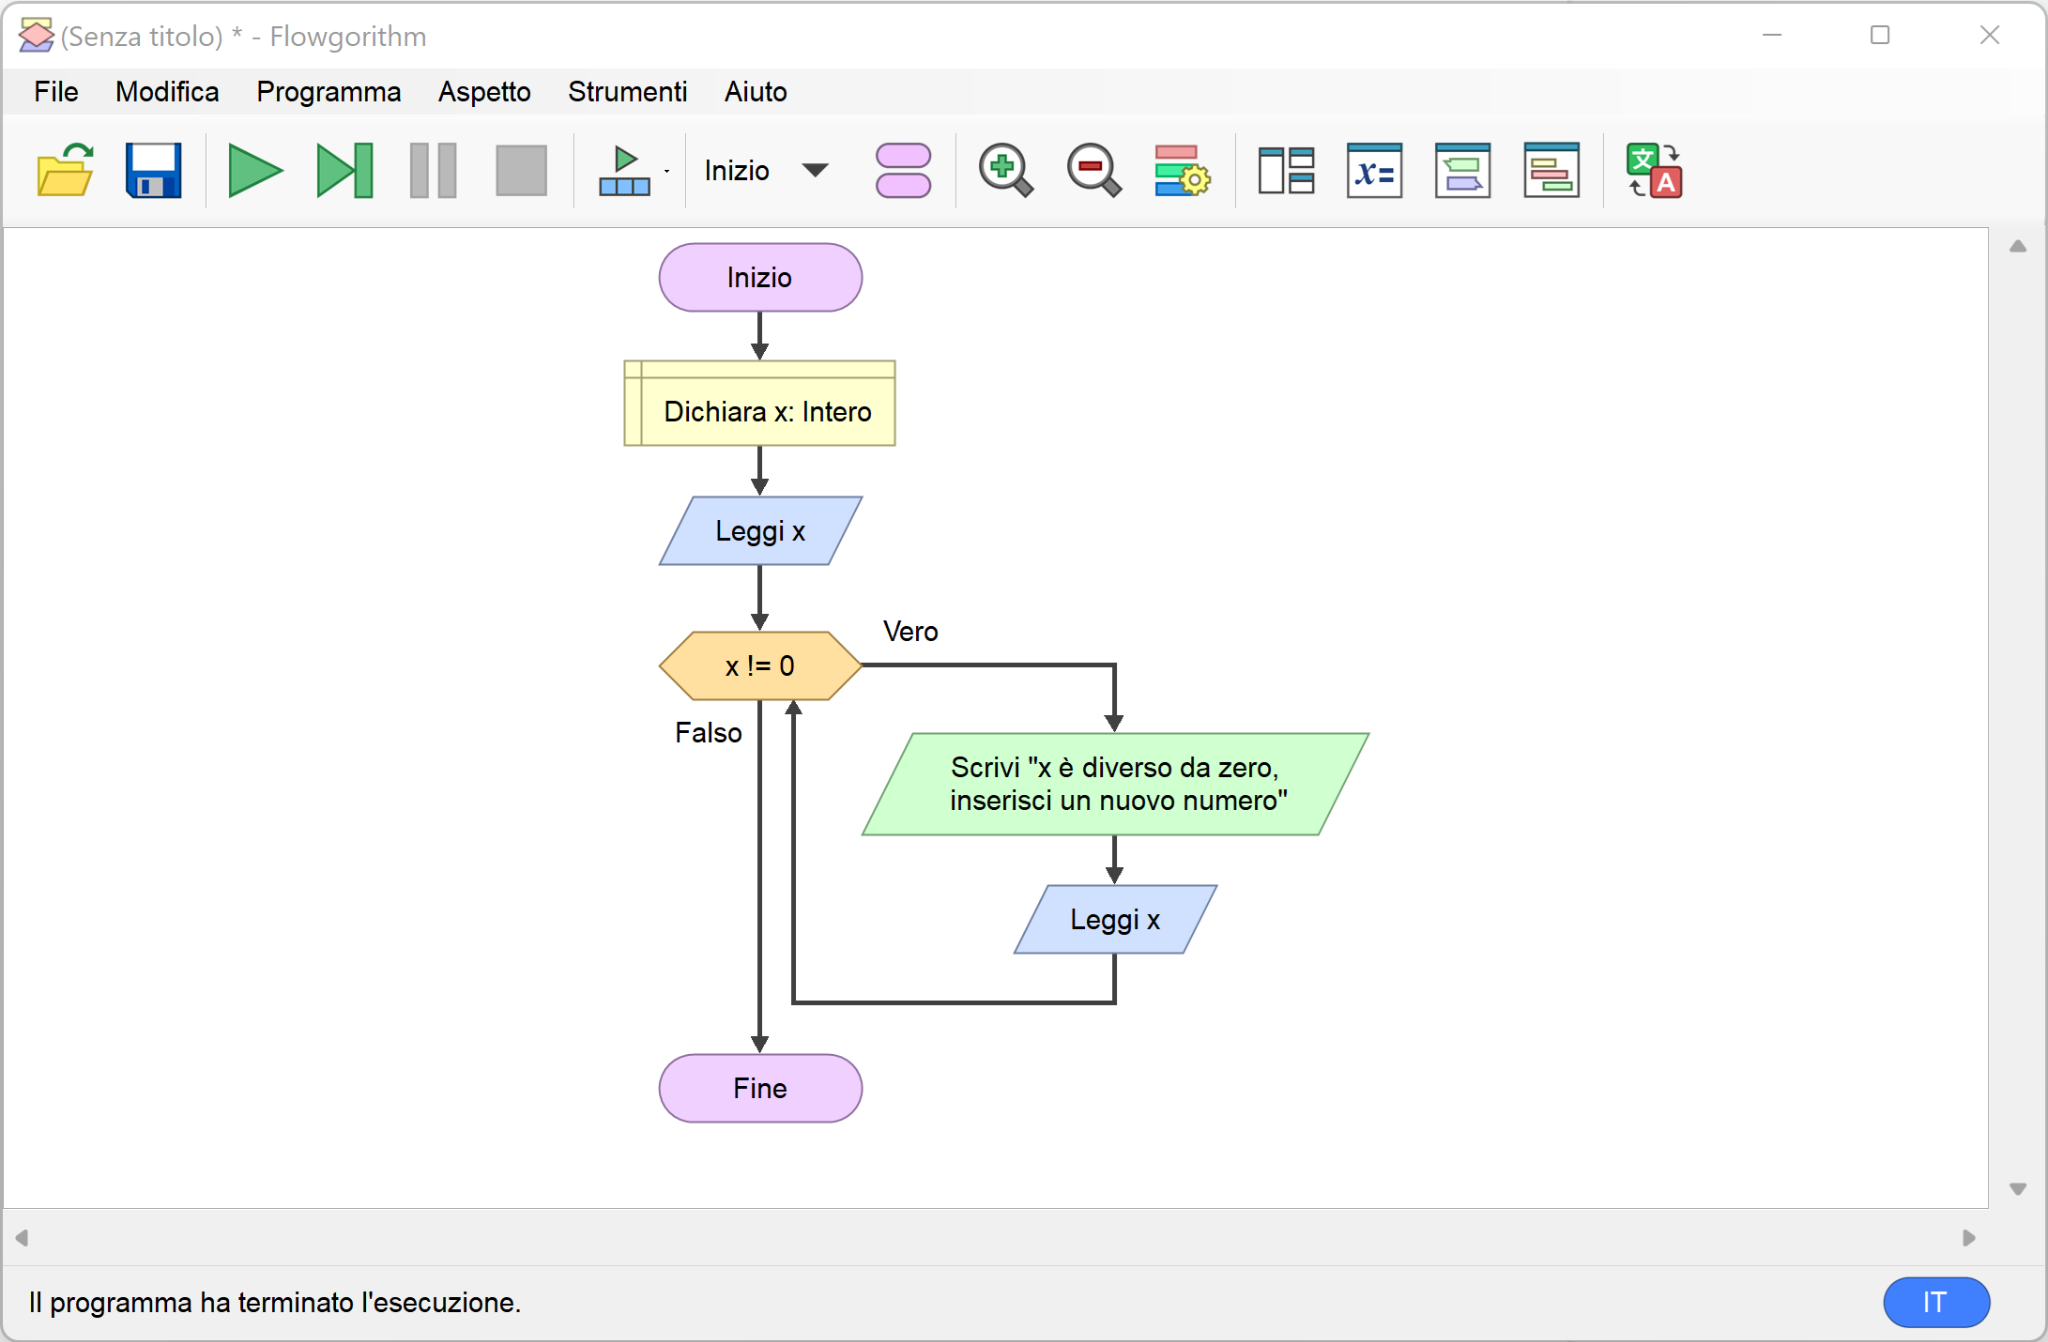 (Senza titolo) * - Flowgorithm
File Modifica Programma Aspetto Strumenti Aiuto
Inizio
x=
文
A
Inizio
Dichiara x: Intero
Leggi x
Vero
x != 0
Falso
Scrivi "x è diverso da zero,
inserisci un nuovo numero"
Leggi x
Fine
Il programma ha terminato l'esecuzione.
IT